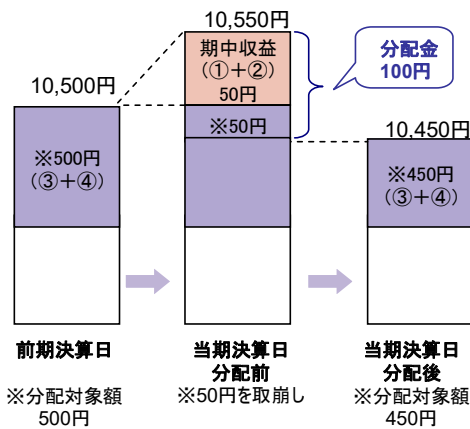 10,550円
期中収益
(①+②)
50円
分配金
100円
10,500円
※50円
10,450円
※500円
(③+④)
※450円
(③+④)
前期決算日
※分配対象額
500円
当期決算日
分配前
※50円を取崩し
当期決算日
分配後
※分配対象額
450円